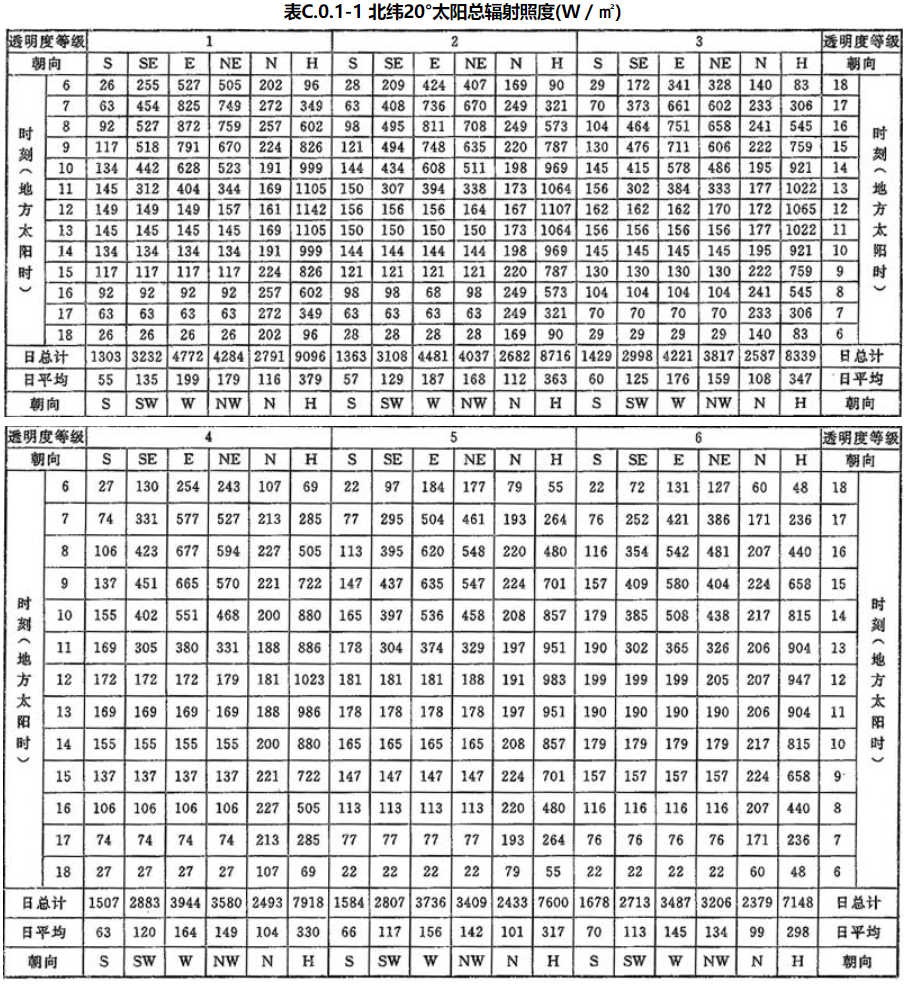 表C.0.1-1 北纬20°太阳总辐射照度(W / ㎡)
透明度等级 1 2 3 透明度等级
朝向 S SE E NE N H S SE E NE N H S SE E NE N H 朝向
时刻(地方太阳时)
6 26 255 527 505 202 96 28 209 424 407 169 90 29 172 341 328 140 83 18
7 63 454 825 749 272 349 63 408 736 670 249 321 70 373 661 602 233 306 17
8 92 527 872 759 257 602 98 495 811 708 249 573 104 464 751 658 241 545 16
9 117 518 791 670 224 826 121 494 748 635 220 787 130 476 711 606 222 759 15
10 134 442 628 523 191 999 144 434 608 511 198 969 145 415 578 486 195 921 14
11 145 312 404 344 169 1105 150 307 394 338 173 1064 156 302 384 333 177 1022 13
12 149 149 149 157 161 1142 156 156 156 164 167 1107 162 162 162 170 172 1065 12
13 145 145 145 145 169 1105 150 150 150 150 173 1064 156 156 156 156 177 1022 11
14 134 134 134 134 191 999 144 144 144 144 198 969 145 145 145 145 195 921 10
15 117 117 117 117 224 826 121 121 121 121 220 787 130 130 130 130 222 759 9
16 92 92 92 92 257 602 98 98 68 98 249 573 104 104 104 104 241 545 8
17 63 63 63 63 272 349 63 63 63 63 249 321 70 70 70 70 233 306 7
18 26 26 26 26 202 96 28 28 28 28 169 90 29 29 29 29 140 83 6
时刻(地方太阳时)
日总计 1303 3232 4772 4284 2791 9096 1363 3108 4481 4037 2682 8716 1429 2998 4221 3817 2587 8339 日总计
日平均 55 135 199 179 116 379 57 129 187 168 112 363 60 125 176 159 108 347 日平均
朝向 S SW W NW N H S SW W NW N H S SW W NW N H 朝向
透明度等级 4 5 6 透明度等级
朝向 S SE E NE N H S SE E NE N H S SE E NE N H 朝向
时刻(地方太阳时)
6 27 130 254 243 107 69 22 97 184 177 79 55 22 72 131 127 60 48 18
7 74 331 577 527 213 285 77 295 504 461 193 264 76 252 421 386 171 236 17
8 106 423 677 594 227 505 113 395 620 548 220 480 116 354 542 481 207 440 16
9 137 451 665 570 221 722 147 437 635 547 224 701 157 409 580 404 224 658 15
10 155 402 551 468 200 880 165 397 536 458 208 857 179 385 508 438 217 815 14
11 169 305 380 331 188 886 178 304 374 329 197 951 190 302 365 326 206 904 13
12 172 172 172 179 181 1023 181 181 181 188 191 983 199 199 199 205 207 947 12
13 169 169 169 169 188 986 178 178 178 178 197 951 190 190 190 190 206 904 11
14 155 155 155 155 200 880 165 165 165 165 208 857 179 179 179 179 217 815 10
15 137 137 137 137 221 722 147 147 147 147 224 701 157 157 157 157 224 658 9
16 106 106 106 106 227 505 113 113 113 113 220 480 116 116 116 116 207 440 8
17 74 74 74 74 213 285 77 77 77 77 193 264 76 76 76 76 171 236 7
18 27 27 27 27 107 69 22 22 22 22 79 55 22 22 22 22 60 48 6
时刻(地方太阳时)
日总计 1507 2883 3944 3580 2493 7918 1584 2807 3736 3409 2433 7600 1678 2713 3487 3206 2379 7148 日总计
日平均 63 120 164 149 104 330 66 117 156 142 101 317 70 113 145 134 99 298 日平均
朝向 S SW W NW N H S SW W NW N H S SW W NW N H 朝向